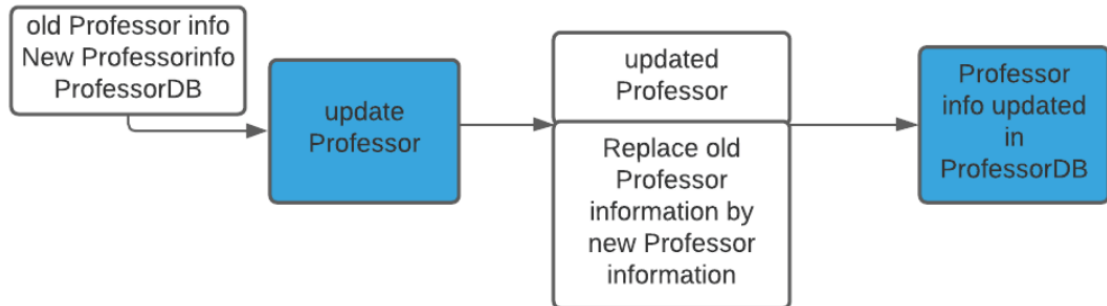 old Professor info
New Professorinfo
ProfessorDB
update
Professor
updated
Professor
Replace old
Professor
information by
new Professor
information
Professor
info updated
in
ProfessorDB